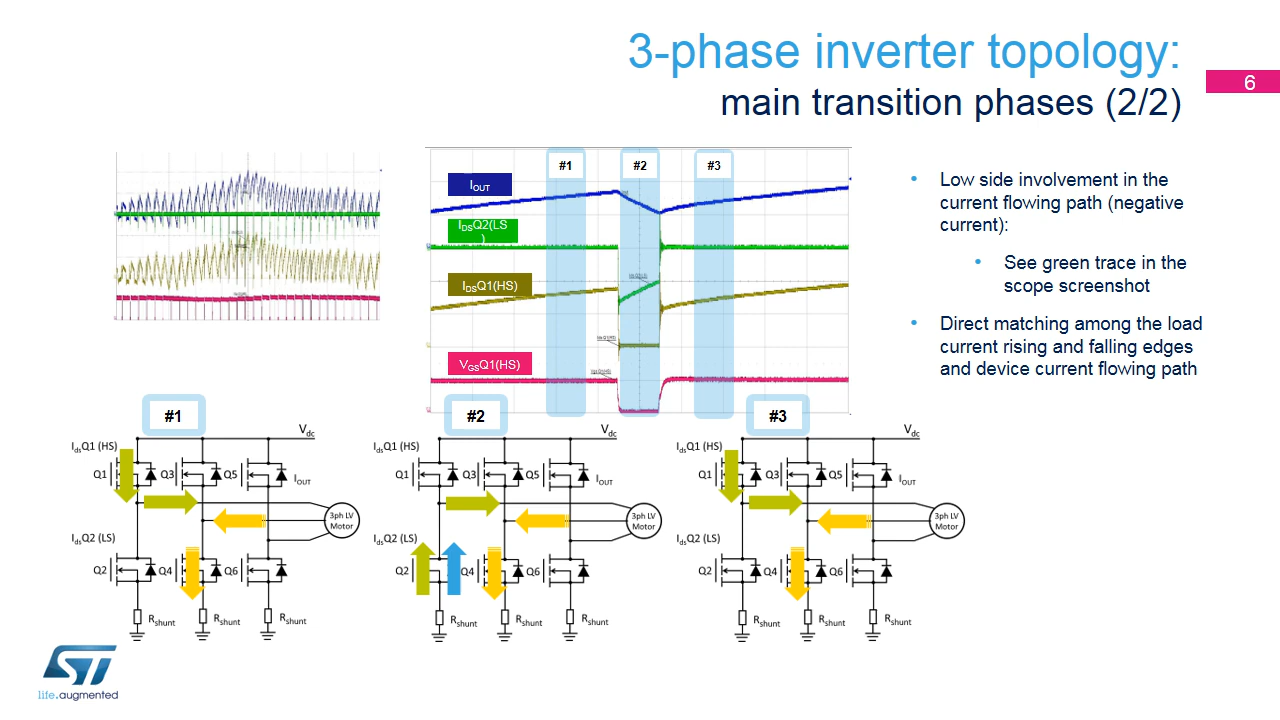 3-phase inverter topology:
main transition phases (2/2)
6
#1
#2
#3
IOUT
IDSQ2(LS
)
IDSQ1(HS)
VGSQ1(HS)
• Low side involvement in the
current flowing path (negative
current):
• See green trace in the
scope screenshot
• Direct matching among the load
current rising and falling edges
and device current flowing path
#1
Vdc
IdsQ1 (HS)
Q1
Q3
Q5
IOUT
3ph LV
Motor
IdsQ2 (LS)
Q2
Q4
Q6
Rshunt
Rshunt
Rshunt
#2
Vdc
IdsQ1 (HS)
Q1
Q3
Q5
IOUT
3ph LV
Motor
IdsQ2 (LS)
Q2
Q4
Q6
Rshunt
Rshunt
Rshunt
#3
Vdc
IdsQ1 (HS)
Q1
Q3
Q5
IOUT
3ph LV
Motor
IdsQ2 (LS)
Q2
Q4
Q6
Rshunt
Rshunt
Rshunt
ST
life.augmented